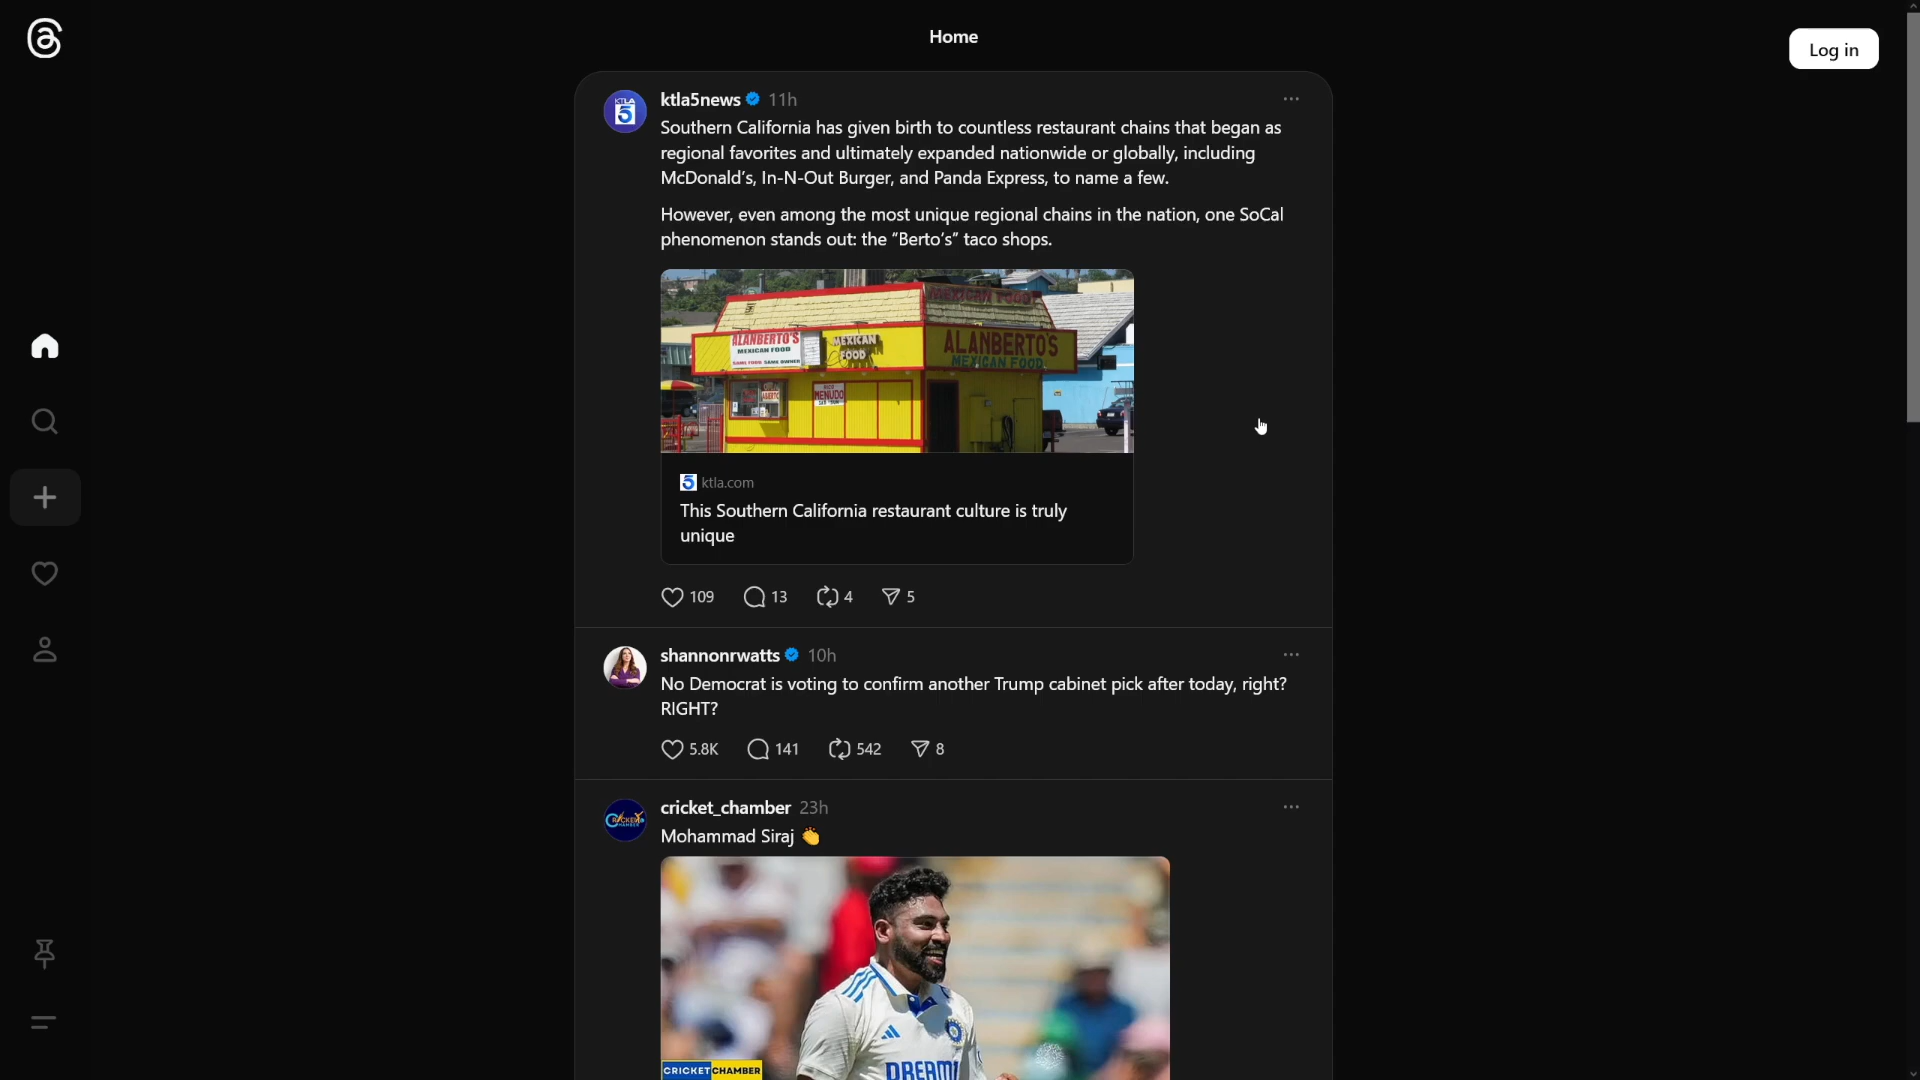 Home
Log in
ktla5news 11h
Southern California has given birth to countless restaurant chains that began as
regional favorites and ultimately expanded nationwide or globally, including
McDonald's, In-N-Out Burger, and Panda Express, to name a few.
However, even among the most unique regional chains in the nation, one SoCal
phenomenon stands out: the "Berto's" taco shops.
MEXICAN FOOD
ALANBERTO'S
MEXICAN FOOD
MEXICAN
FOOD
ALANBERTO'S
MEXICAN FOOD
MENUDO
5 ktla.com
This Southern California restaurant culture is truly
unique
109 13 4 5
shannonrwatts 10h
No Democrat is voting to confirm another Trump cabinet pick after today, right?
RIGHT?
5.8K 141 542 8
cricket_chamber 23h
Mohammad Siraj 👏
DREAM11
CRICKET CHAMBER